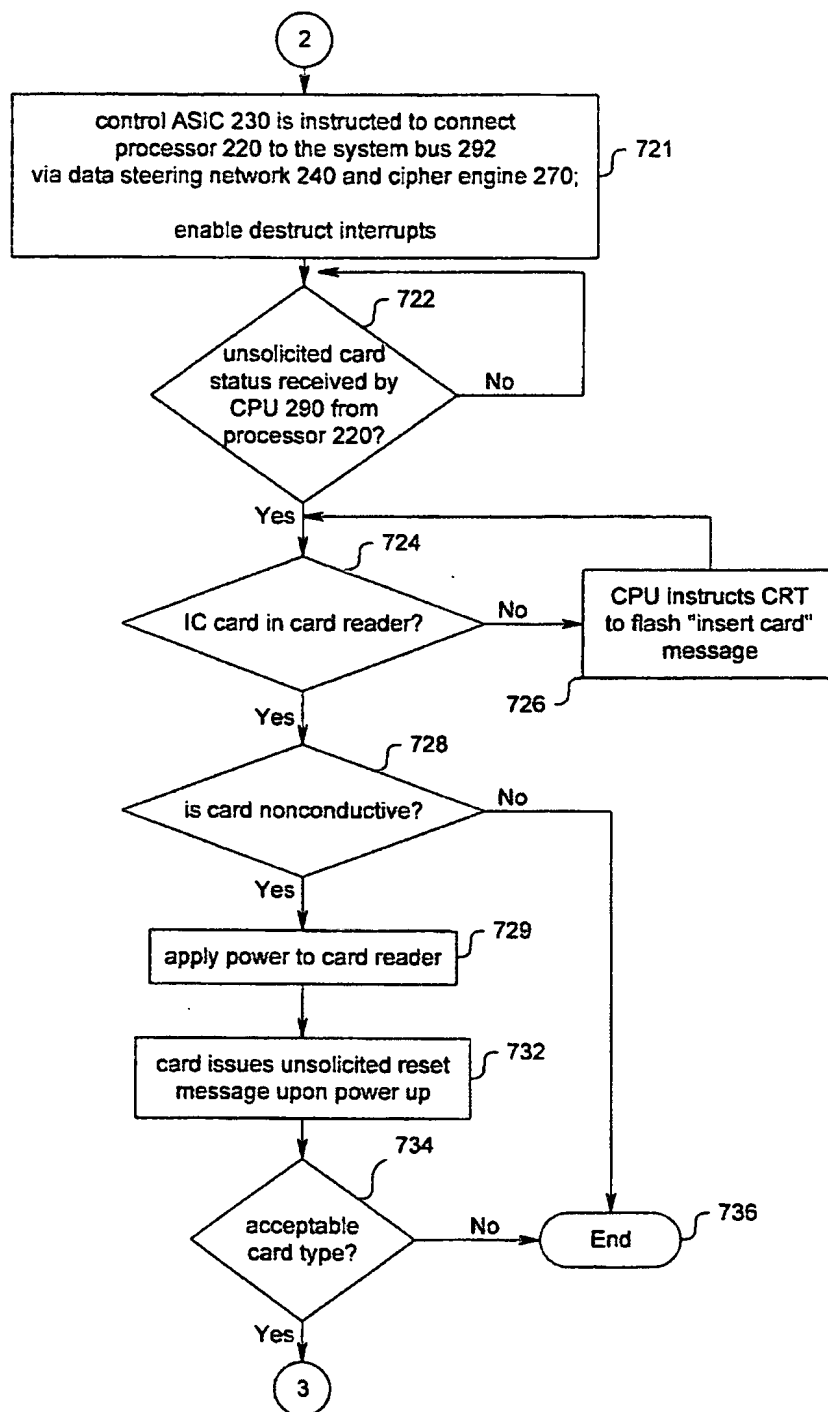 2
control ASIC 230 is instructed to connect
processor 220 to the system bus 292
via data steering network 240 and cipher engine 270;
enable destruct interrupts
721
722
unsolicited card
status received by
CPU 290 from
processor 220?
No
Yes
724
IC card in card reader?
No
CPU instructs CRT
to flash "insert card"
message
726
Yes
728
is card nonconductive?
No
Yes
729
apply power to card reader
card issues unsolicited reset
message upon power up
732
734
acceptable
card type?
No
End
736
Yes
3